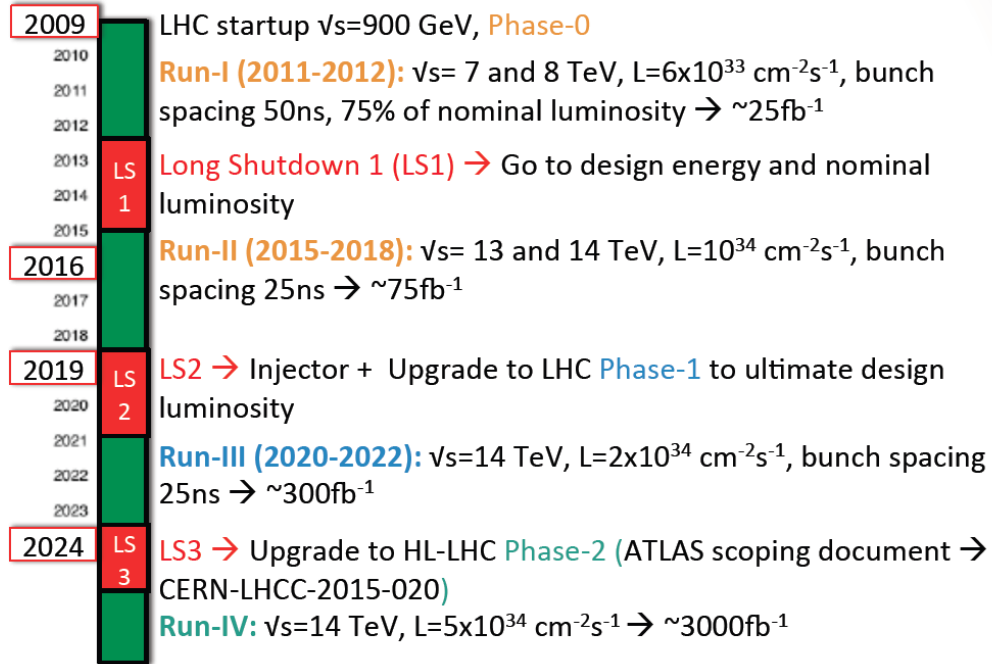 2009
LHC startup √s=900 GeV, Phase-0
2010
Run-I (2011-2012): √s= 7 and 8 TeV, L=6x10³³ cm⁻²s⁻¹, bunch
2011
spacing 50ns, 75% of nominal luminosity → ~25fb⁻¹
2012
2013
LS
1
Long Shutdown 1 (LS1) → Go to design energy and nominal
2014
luminosity
2015
Run-II (2015-2018): √s= 13 and 14 TeV, L=10³⁴ cm⁻²s⁻¹, bunch
2016
spacing 25ns → ~75fb⁻¹
2017
2018
2019
LS
2
LS2 → Injector + Upgrade to LHC Phase-1 to ultimate design
2020
luminosity
2021
Run-III (2020-2022): √s=14 TeV, L=2x10³⁴ cm⁻²s⁻¹, bunch spacing
2022
25ns → ~300fb⁻¹
2023
2024
LS
3
LS3 → Upgrade to HL-LHC Phase-2 (ATLAS scoping document →
CERN-LHCC-2015-020)
Run-IV: √s=14 TeV, L=5x10³⁴ cm⁻²s⁻¹ → ~3000fb⁻¹